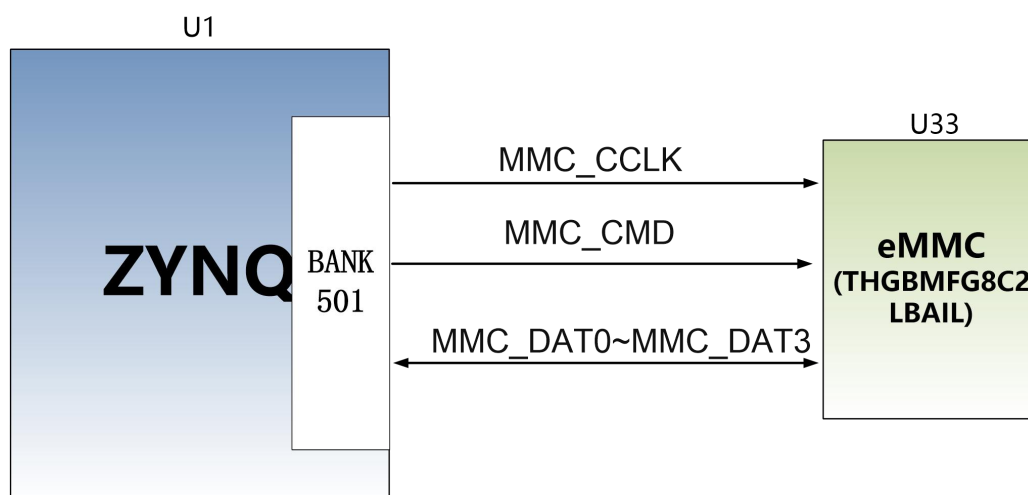 U1
U33
ZYNQ
BANK
501
MMC_CCLK
MMC_CMD
MMC_DAT0~MMC_DAT3
eMMC
(THGBMFG8C2
LBAIL)